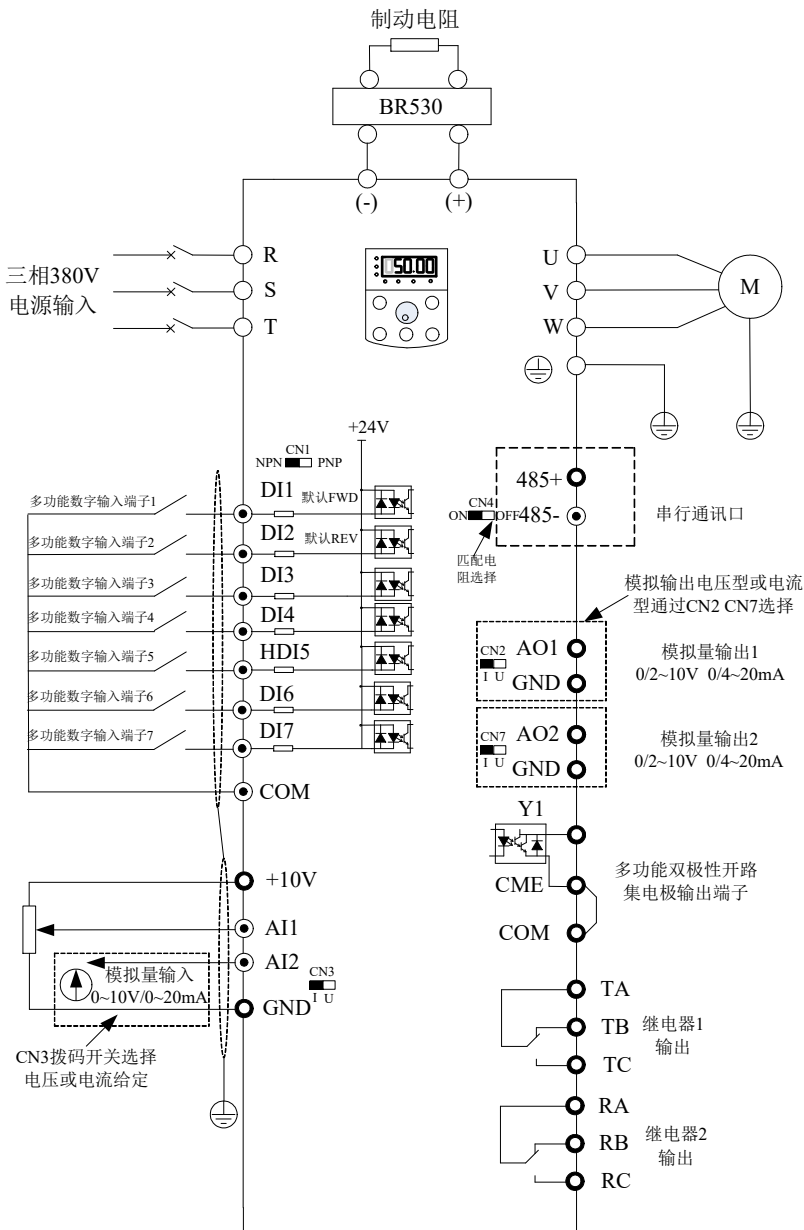 制动电阻
BR530
(-)
(+)
三相380V
电源输入
R
S
T
50.00
U
V
W
M
+24V
CN1
NPN
PNP
多功能数字输入端子1
DI1
默认FWD
多功能数字输入端子2
DI2
默认REV
多功能数字输入端子3
DI3
多功能数字输入端子4
DI4
多功能数字输入端子5
HDI5
多功能数字输入端子6
DI6
多功能数字输入端子7
DI7
COM
485+
CN4
ON
OFF
485-
串行通讯口
匹配电
阻选择
模拟输出电压型或电流
型通过CN2 CN7选择
CN2
I U
AO1
GND
模拟量输出1
0/2~10V 0/4~20mA
CN7
I U
AO2
GND
模拟量输出2
0/2~10V 0/4~20mA
Y1
CME
COM
多功能双极性开路
集电极输出端子
+10V
AI1
AI2
模拟量输入
0~10V/0~20mA
CN3
I U
GND
CN3拨码开关选择
电压或电流给定
TA
TB
TC
继电器1
输出
RA
RB
RC
继电器2
输出